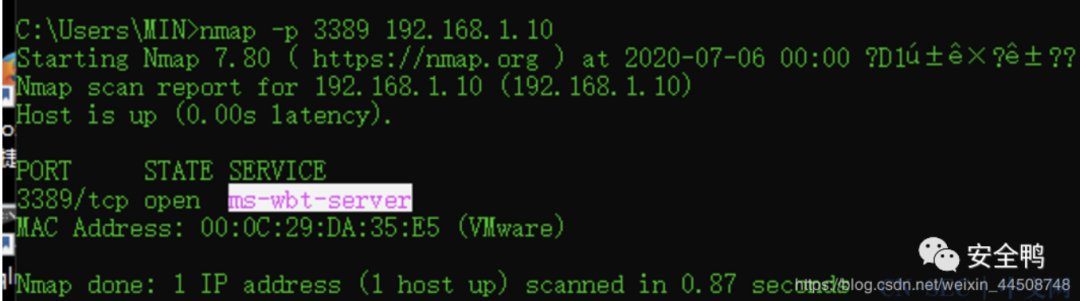 C:\Users\MIN>nmap -p 3389 192.168.1.10
Starting Nmap 7.80 ( https://nmap.org ) at 2020-07-06 00:00 ?D1ú±ê×?ê±??
Nmap scan report for 192.168.1.10 (192.168.1.10)
Host is up (0.00s latency).
PORT     STATE SERVICE
3389/tcp open  ms-wbt-server
MAC Address: 00:0C:29:DA:35:E5 (VMware)
安全鸭
Nmap done: 1 IP address (1 host up) scanned in 0.87 seconds
https://blog.csdn.net/weixin_44508748